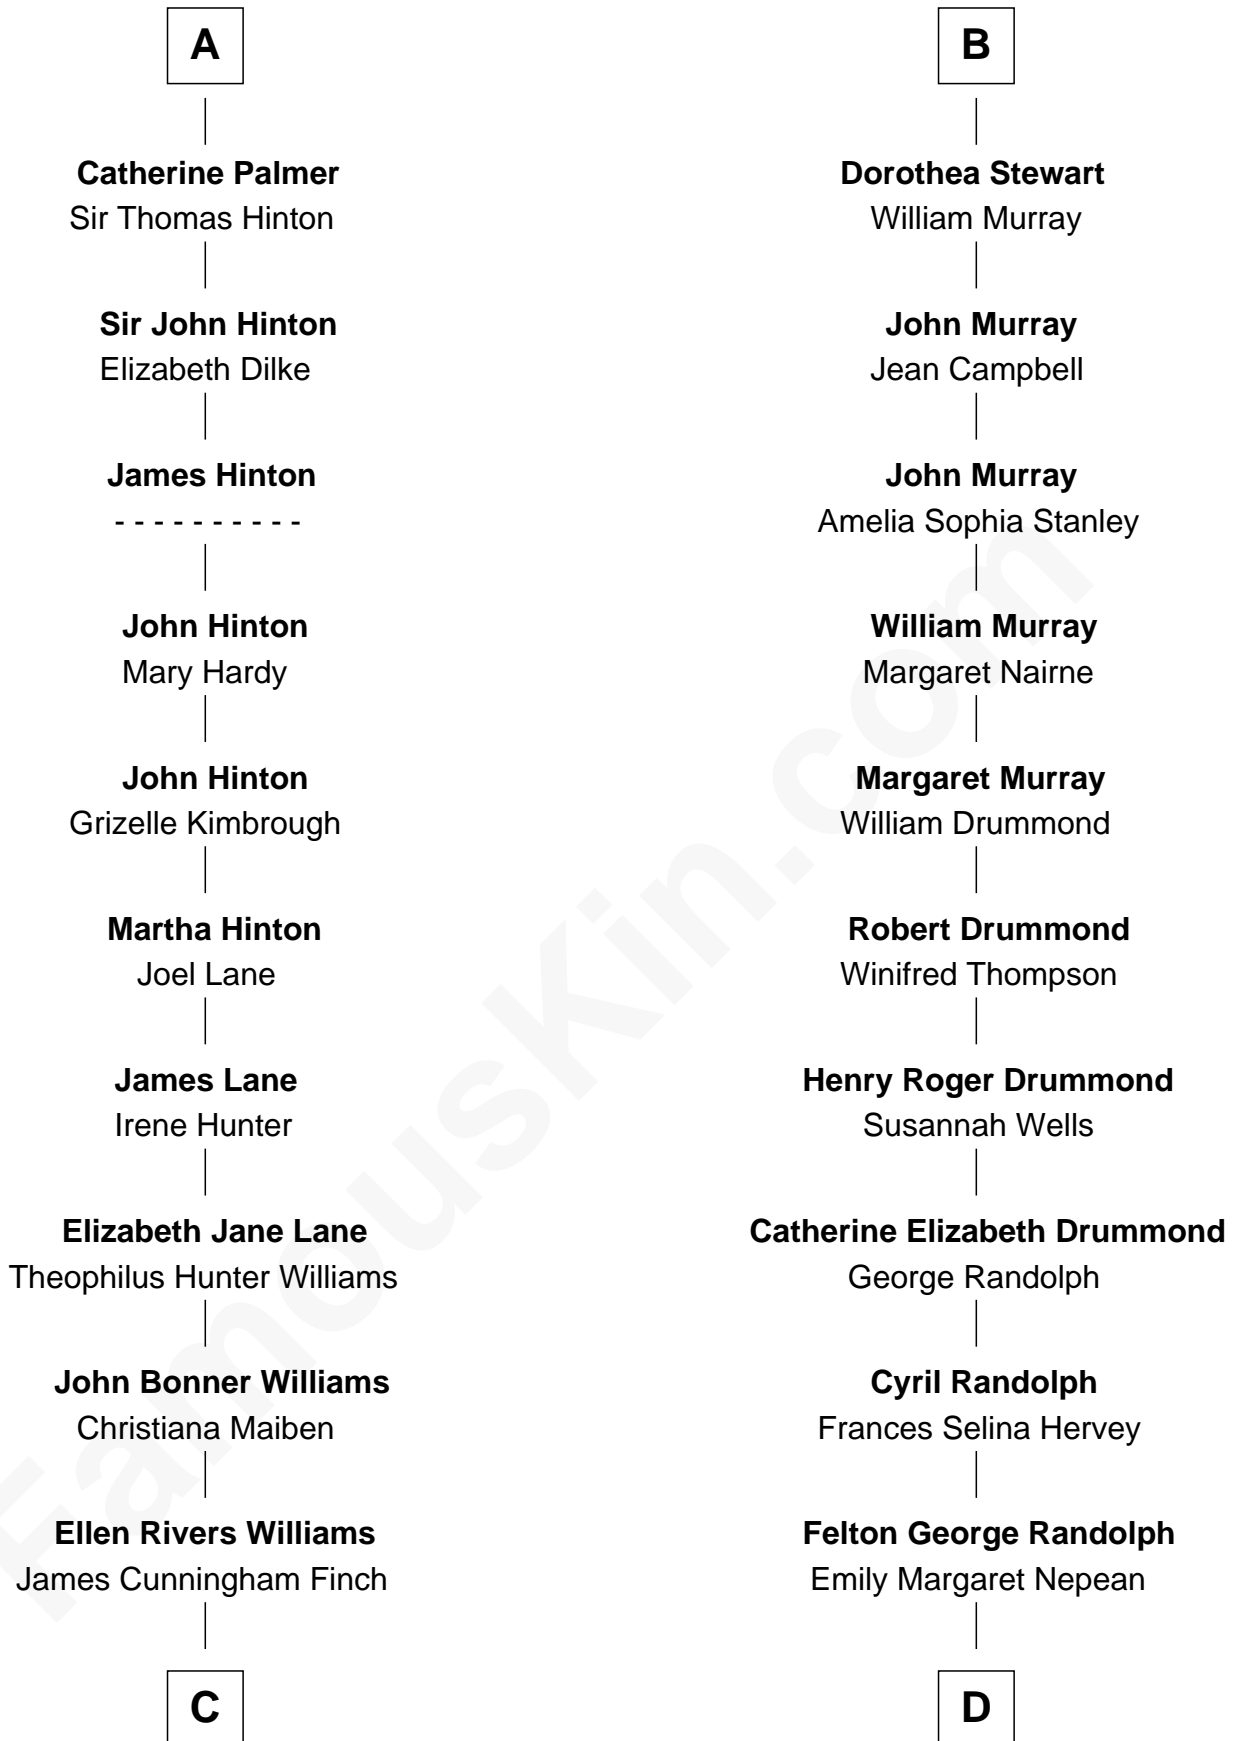 A
Catherine Palmer
Sir Thomas Hinton
Sir John Hinton
Elizabeth Dilke
James Hinton
- - - - - - - - - -
John Hinton
Mary Hardy
John Hinton
Grizelle Kimbrough
Martha Hinton
Joel Lane
James Lane
Irene Hunter
Elizabeth Jane Lane
Theophilus Hunter Williams
John Bonner Williams
Christiana Maiben
Ellen Rivers Williams
James Cunningham Finch
C
B
Dorothea Stewart
William Murray
John Murray
Jean Campbell
John Murray
Amelia Sophia Stanley
William Murray
Margaret Nairne
Margaret Murray
William Drummond
Robert Drummond
Winifred Thompson
Henry Roger Drummond
Susannah Wells
Catherine Elizabeth Drummond
George Randolph
Cyril Randolph
Frances Selina Hervey
Felton George Randolph
Emily Margaret Nepean
D
FamousKin.com